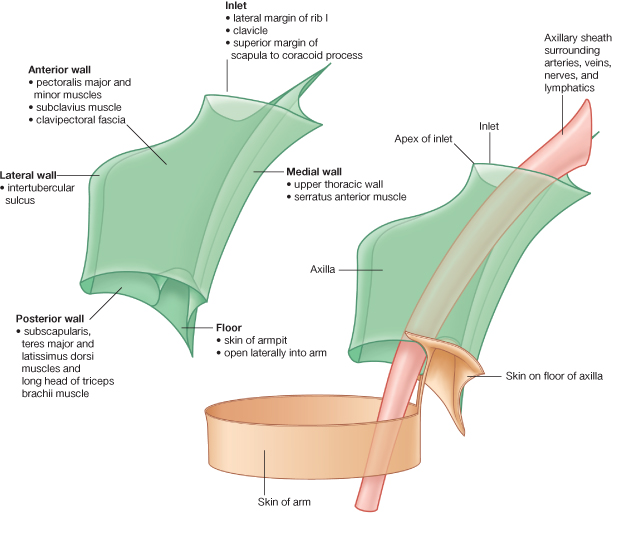 Inlet
• lateral margin of rib I
• clavicle
• superior margin of
scapula to coracoid process
Anterior wall
• pectoralis major and
minor muscles
• subclavius muscle
• clavipectoral fascia
Lateral wall
• intertubercular
sulcus
Medial wall
• upper thoracic wall
• serratus anterior muscle
Posterior wall
• subscapularis,
teres major and
latissimus dorsi
muscles and
long head of triceps
brachii muscle
Floor
• skin of armpit
• open laterally into arm
Axillary sheath
surrounding
arteries, veins,
nerves, and
lymphatics
Inlet
Apex of inlet
Axilla
Skin on floor of axilla
Skin of arm